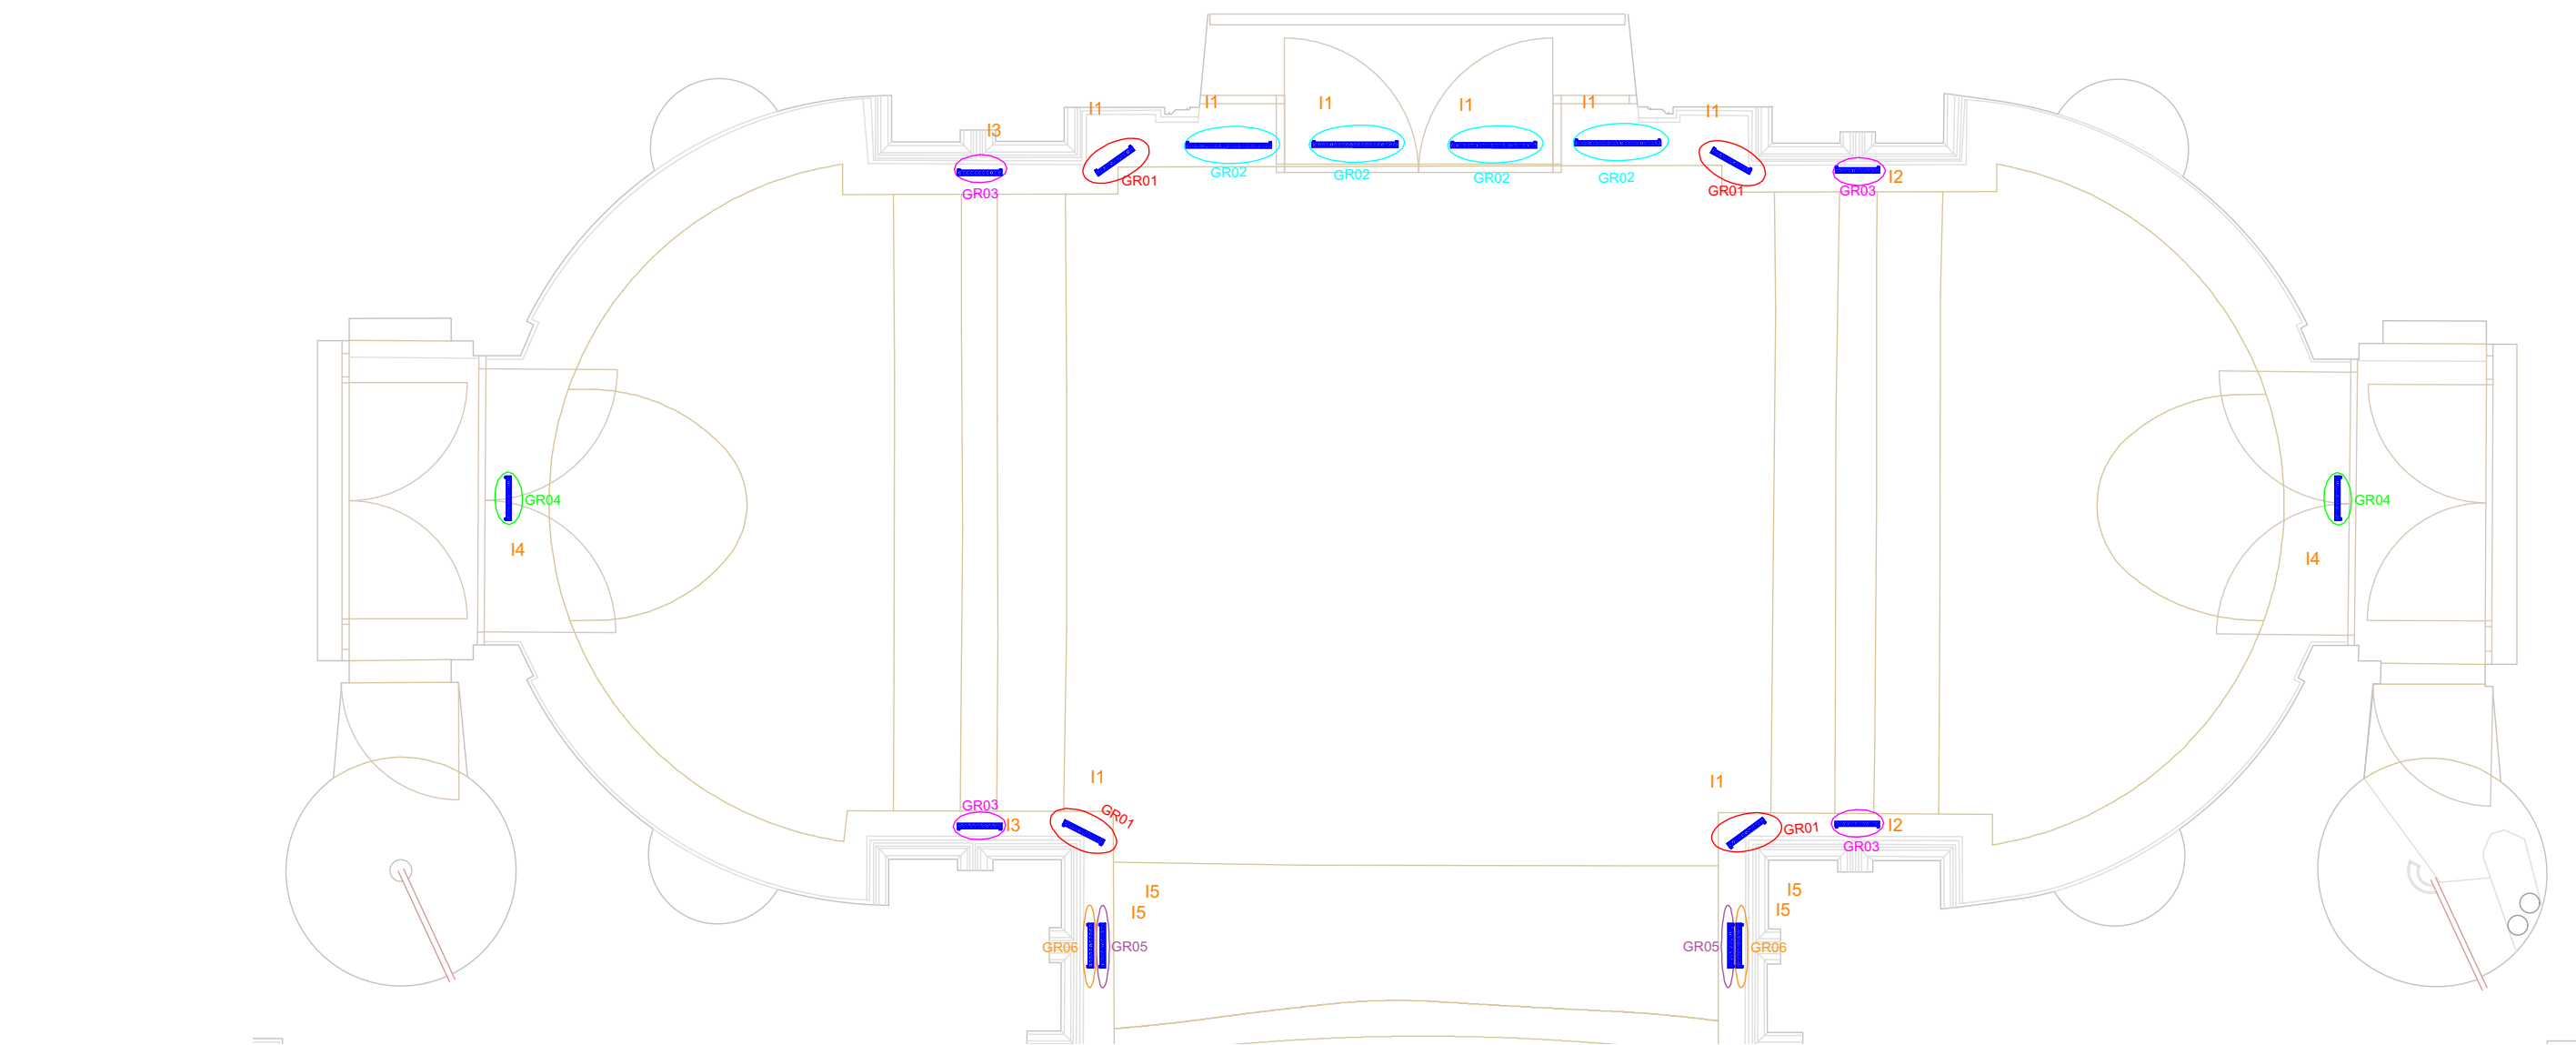 I1 I1 I1 I1 I1 I1
I3
GR02 GR02 GR02 GR02
GR01 GR01
I2
GR03 GR03
GR04 GR04
I4 I4
I1 I1
GR03 GR01
I3 GR01 I2
GR03
I5 I5
I5 I5
GR06 GR05 GR05 GR06